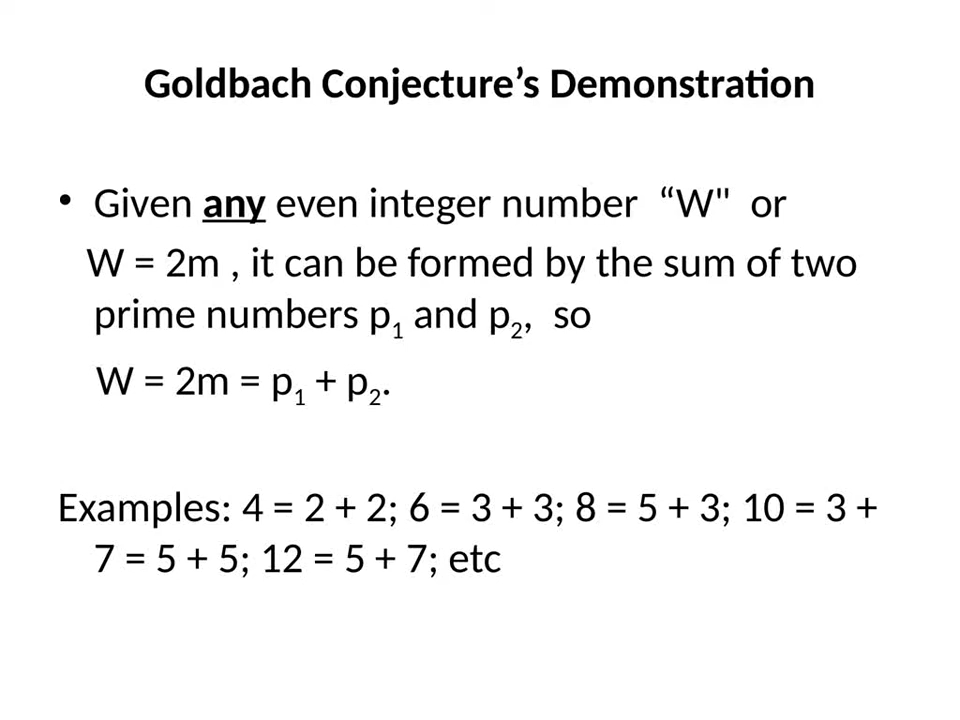 Goldbach Conjecture’s Demonstration
• Given any even integer number “W" or
W = 2m , it can be formed by the sum of two
prime numbers p₁ and p₂, so
W = 2m = p₁ + p₂.
Examples: 4 = 2 + 2; 6 = 3 + 3; 8 = 5 + 3; 10 = 3 +
7 = 5 + 5; 12 = 5 + 7; etc